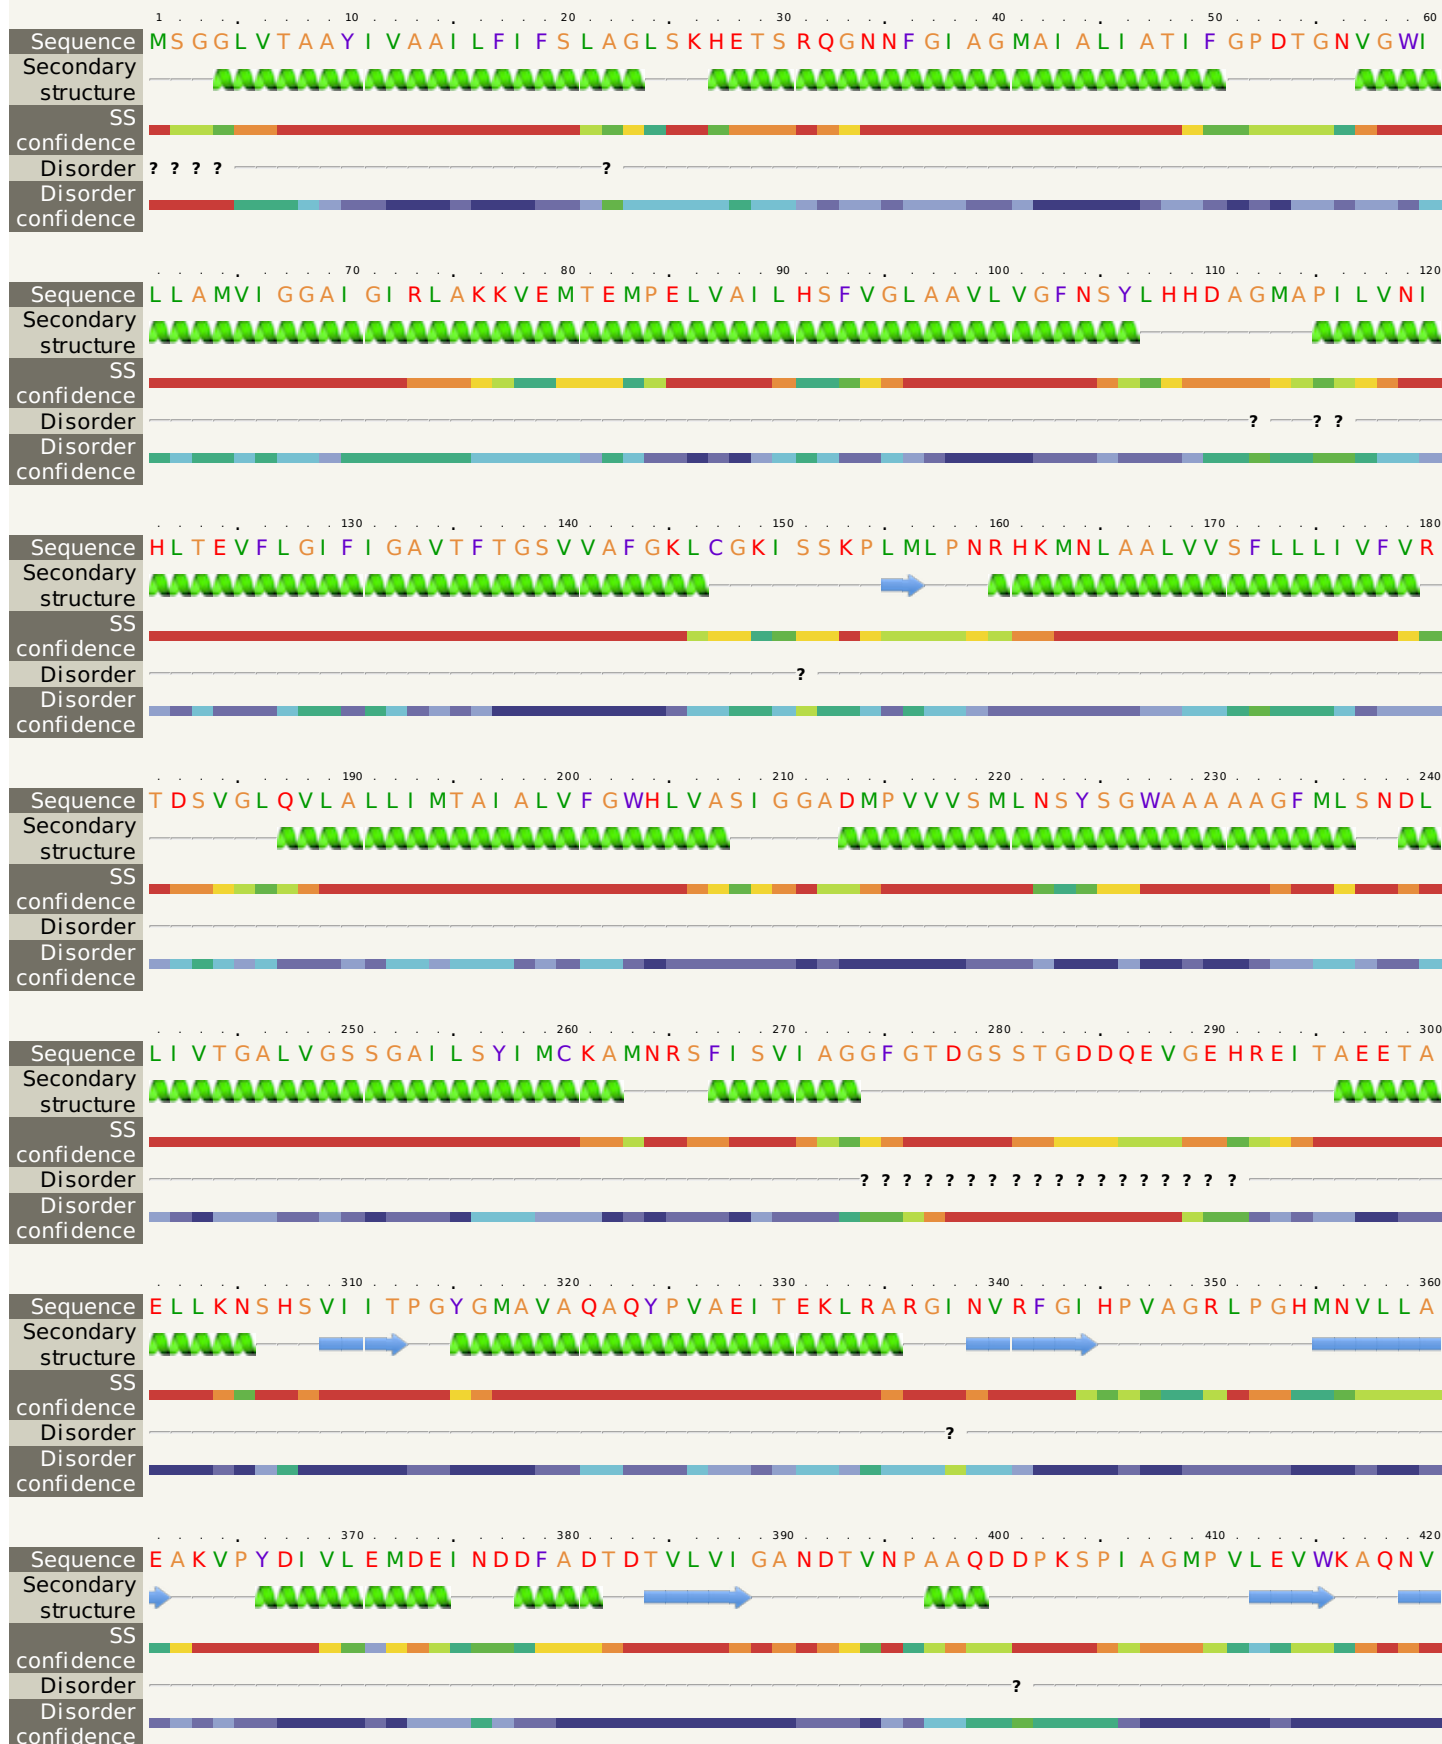 1 . . . . . . . . 10 . . . . . . . . . 20 . . . . . . . . . 30 . . . . . . . . . 40 . . . . . . . . . 50 . . . . . . . . . 60
Sequence MSGGLVTAAYIVAAILFIFSLAGLSKHETSRQGNNFGIAGMAIALIATIFGPDTGNVGWI
Secondary
structure
SS
confidence
Disorder ? ? ? ? ?
Disorder
confidence
. . . . . . . . . 70 . . . . . . . . . 80 . . . . . . . . . 90 . . . . . . . . . 100 . . . . . . . . . 110 . . . . . . . . . 120
Sequence LLAMVIGGAIGIRLAKKVEMTEMPELVAILHSFVGLAAVLVGFNSYLHHDAGMAPILVNI
Secondary
structure
SS
confidence
Disorder ? ? ?
Disorder
confidence
. . . . . . . . . 130 . . . . . . . . . 140 . . . . . . . . . 150 . . . . . . . . . 160 . . . . . . . . . 170 . . . . . . . . . 180
Sequence HLTEVFLGIFIGAVTFTGSVVAFGKLCGKISSKPLMLPNRHKMNLAALVVSFLLLIVFVR
Secondary
structure
SS
confidence
Disorder ?
Disorder
confidence
. . . . . . . . . 190 . . . . . . . . . 200 . . . . . . . . . 210 . . . . . . . . . 220 . . . . . . . . . 230 . . . . . . . . . 240
Sequence TDSVGLQVLALLIMTAIALVFGWHLVASIGGADMPVVVSMLNSYSGWAAAAAGFMLSNDL
Secondary
structure
SS
confidence
Disorder
Disorder
confidence
. . . . . . . . . 250 . . . . . . . . . 260 . . . . . . . . . 270 . . . . . . . . . 280 . . . . . . . . . 290 . . . . . . . . . 300
Sequence LIVTGALVGSSGAILSYIMCKAMNRSFISVIAGGFGTDGSSTGDDQEVGEHREITAEETA
Secondary
structure
SS
confidence
Disorder ? ? ? ? ? ? ? ? ? ? ? ? ? ? ? ? ? ?
Disorder
confidence
. . . . . . . . . 310 . . . . . . . . . 320 . . . . . . . . . 330 . . . . . . . . . 340 . . . . . . . . . 350 . . . . . . . . . 360
Sequence ELLKNSHSVIITPGYGMAVAQAQYPVAEITEKLRARGINVRFGIHPVAGRLPGHMNVLLA
Secondary
structure
SS
confidence
Disorder ?
Disorder
confidence
. . . . . . . . . 370 . . . . . . . . . 380 . . . . . . . . . 390 . . . . . . . . . 400 . . . . . . . . . 410 . . . . . . . . . 420
Sequence EAKVPYDIVLEMDEINDDFADTDTVLVIGANDTVNPAAQDDPKSPIAGMPVLEVWKAQNV
Secondary
structure
SS
confidence
Disorder ?
Disorder
confidence